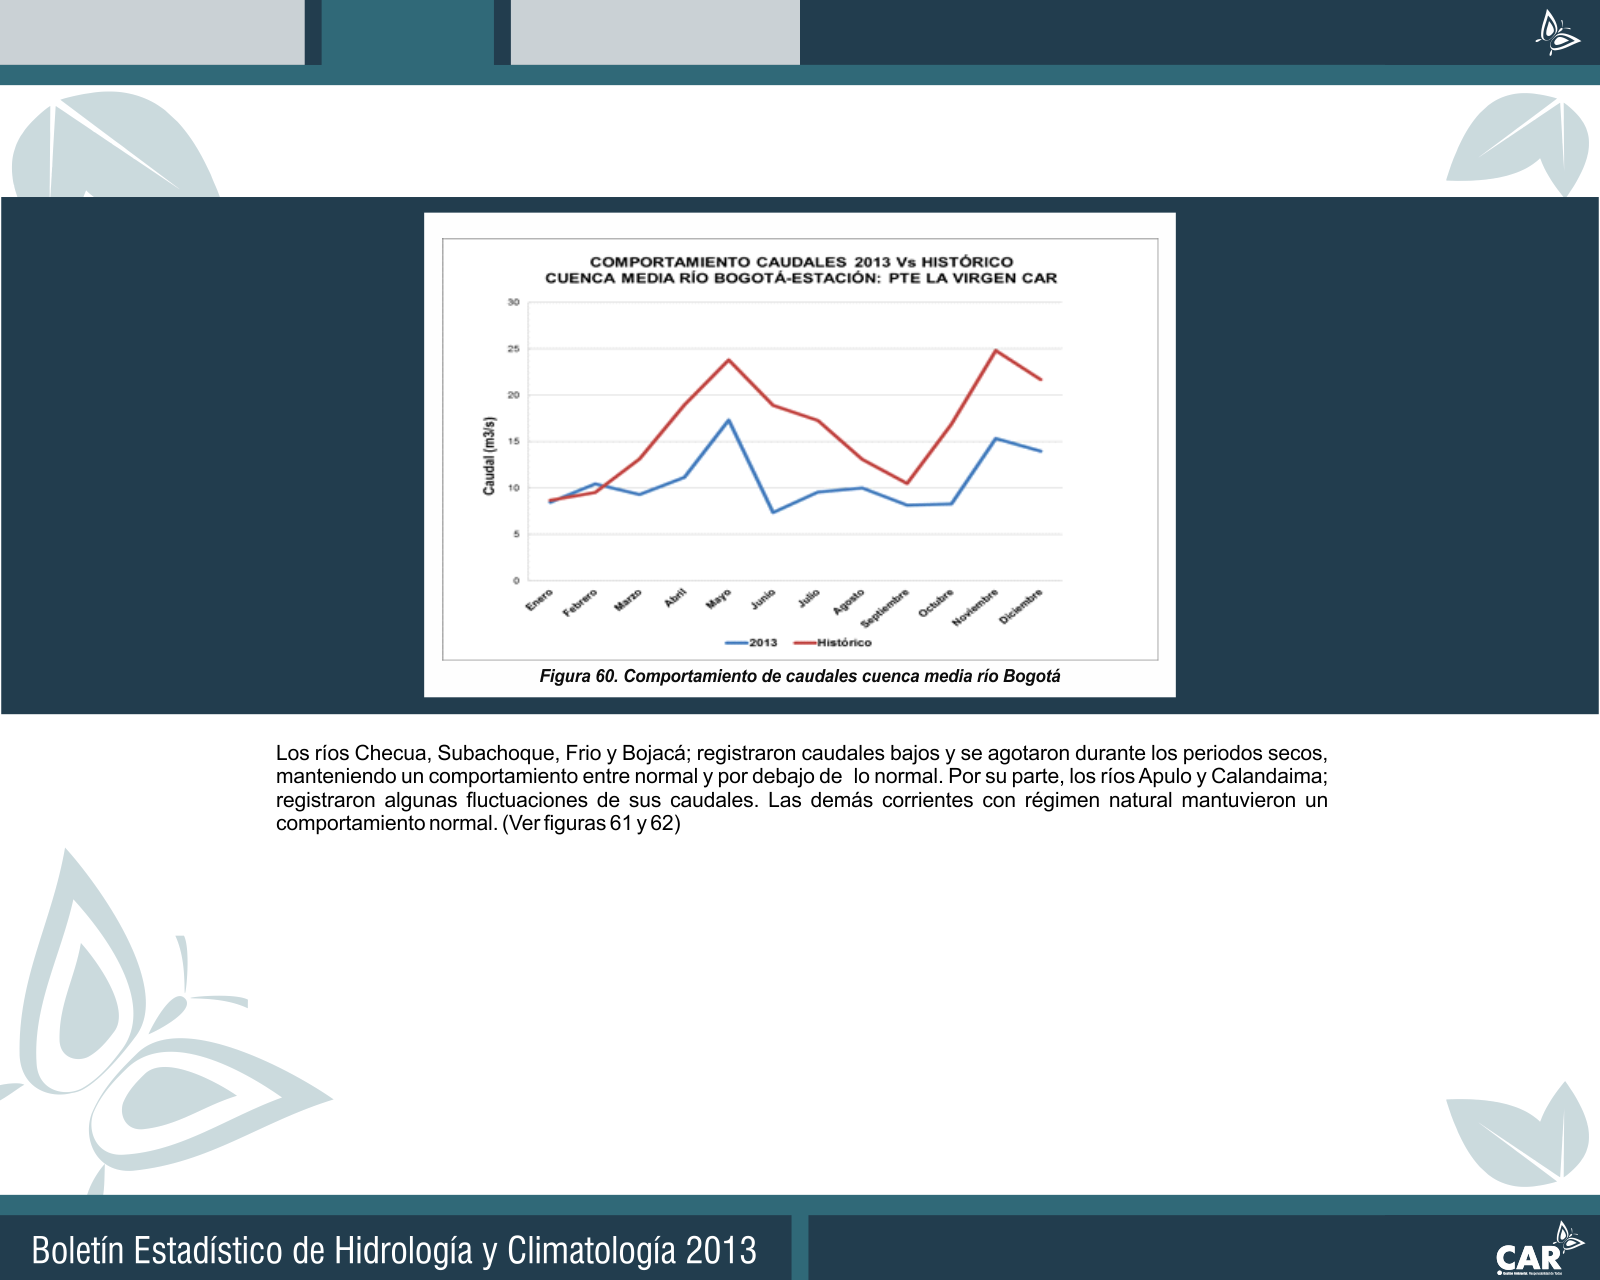 COMPORTAMIENTO CAUDALES 2013 Vs HISTÓRICO
CUENCA MEDIA RÍO BOGOTÁ-ESTACIÓN: PTE LA VIRGEN CAR
Caudal (m3/s)
30
25
20
15
10
5
0
Enero
Febrero
Marzo
Abril
Mayo
Junio
Julio
Agosto
Septiembre
Octubre
Noviembre
Diciembre
2013
Histórico
Figura 60. Comportamiento de caudales cuenca media río Bogotá
Los ríos Checua, Subachoque, Frio y Bojacá; registraron caudales bajos y se agotaron durante los periodos secos,
manteniendo un comportamiento entre normal y por debajo de lo normal. Por su parte, los ríos Apulo y Calandaima;
registraron algunas fluctuaciones de sus caudales. Las demás corrientes con régimen natural mantuvieron un
comportamiento normal. (Ver figuras 61 y 62)
Boletín Estadístico de Hidrología y Climatología 2013
CAR